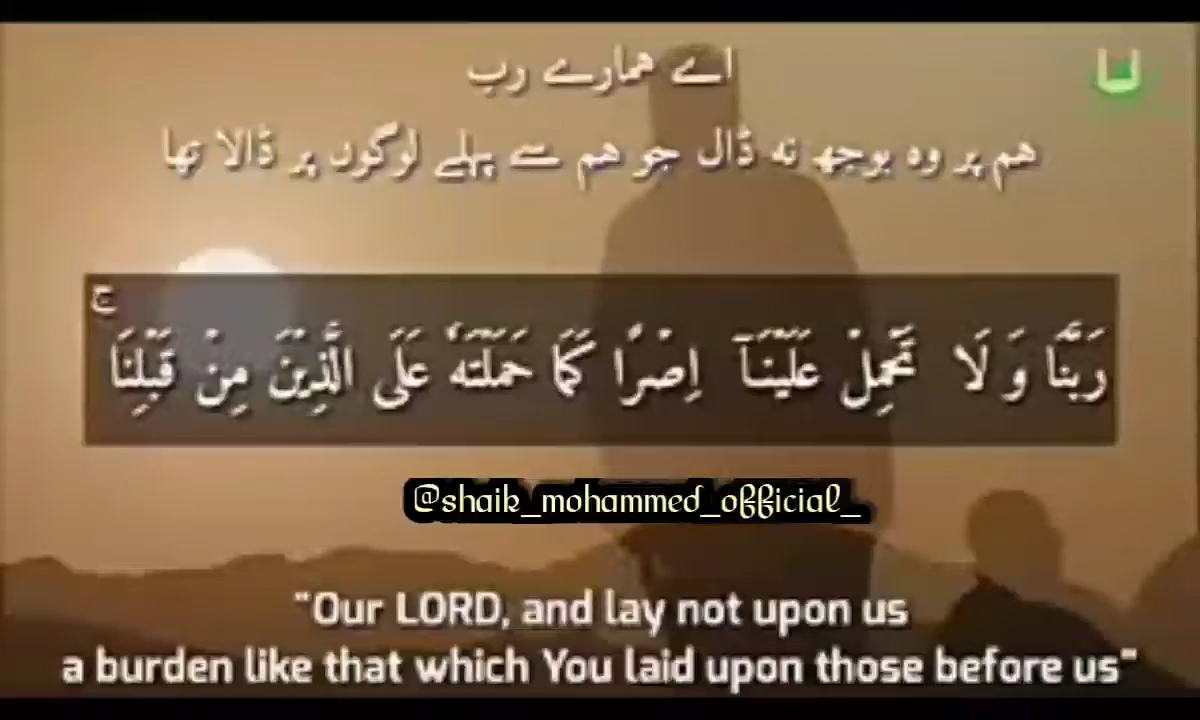 اے ہمارے رب
ہم پر وہ بوجھ نہ ڈال جو ہم سے پہلے لوگوں پر ڈالا تھا
ج
رَبَّنَا وَ لَا تَحْمِلْ عَلَيْنَآ اِصْرًا كَمَا حَمَلْتَهٗ عَلَى الَّذِيْنَ مِنْ قَبْلِنَا
@shaik_mohammed_official_
"Our LORD, and lay not upon us
a burden like that which You laid upon those before us"